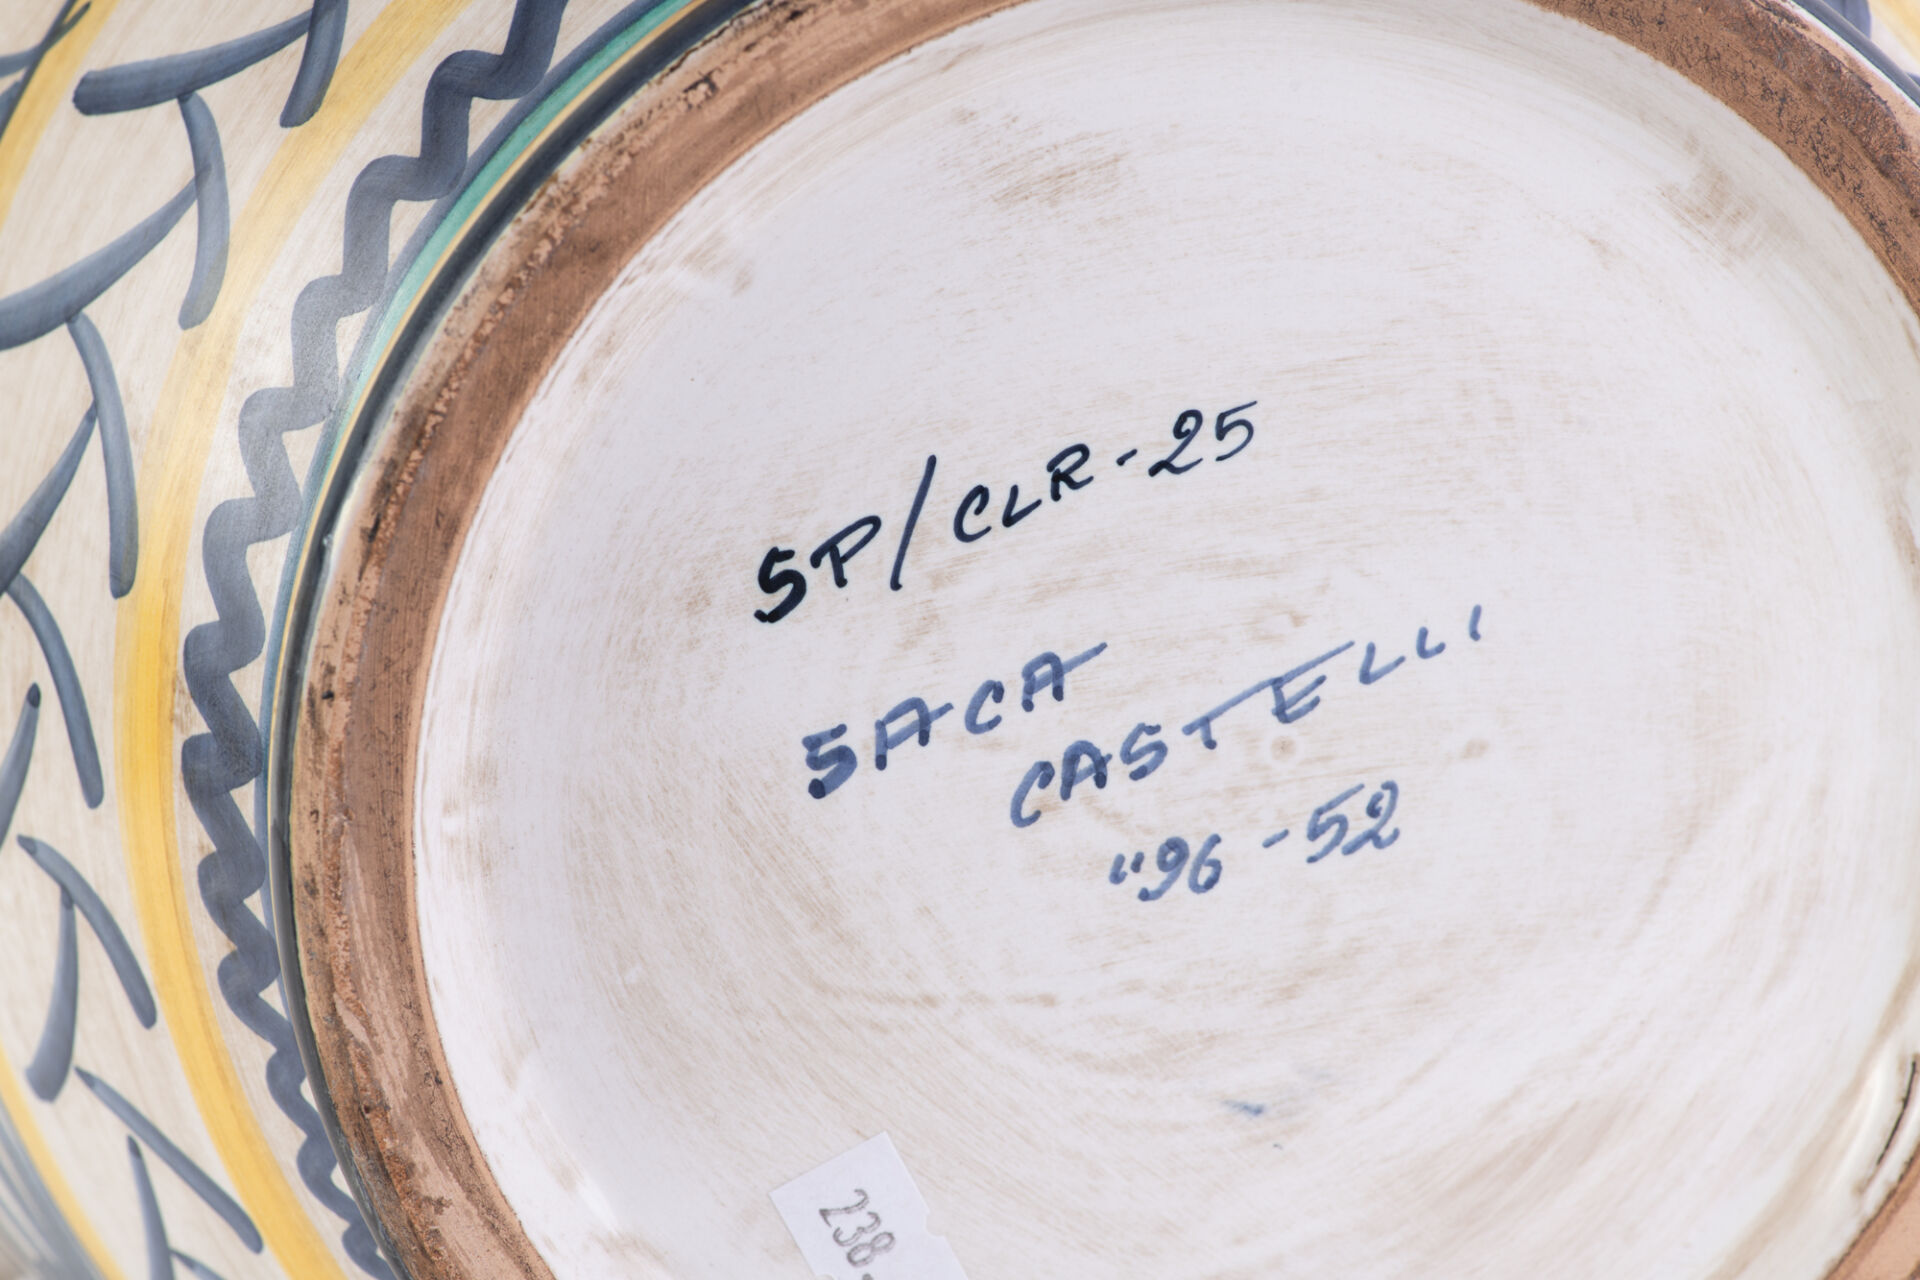 SP/CLR-25
SACA
CASTELLI
"96-52
238-